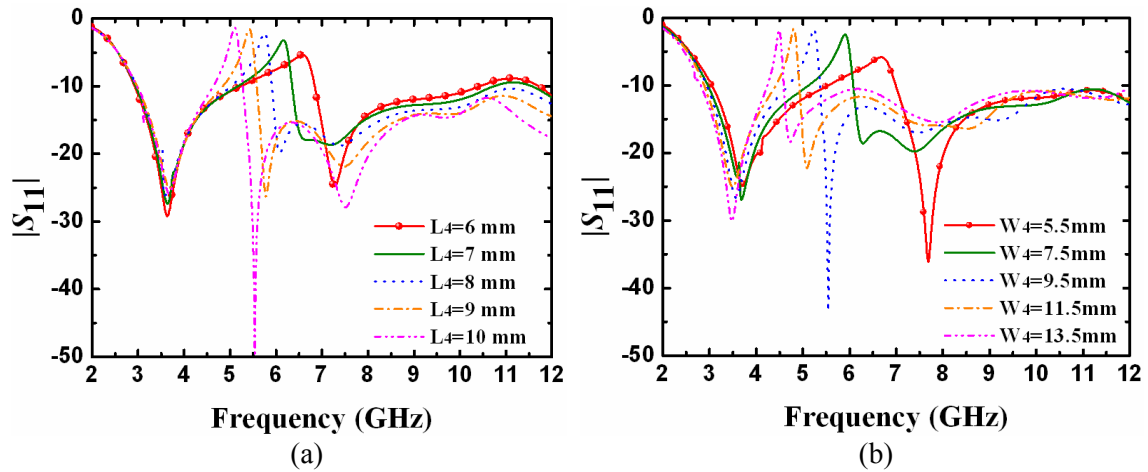 0
-10
-20
-30
-40
-50
|S11|
L4=6 mm
L4=7 mm
L4=8 mm
L4=9 mm
L4=10 mm
2 3 4 5 6 7 8 9 10 11 12
Frequency (GHz)
(a)
0
-10
-20
-30
-40
-50
|S11|
W4=5.5mm
W4=7.5mm
W4=9.5mm
W4=11.5mm
W4=13.5mm
2 3 4 5 6 7 8 9 10 11 12
Frequency (GHz)
(b)